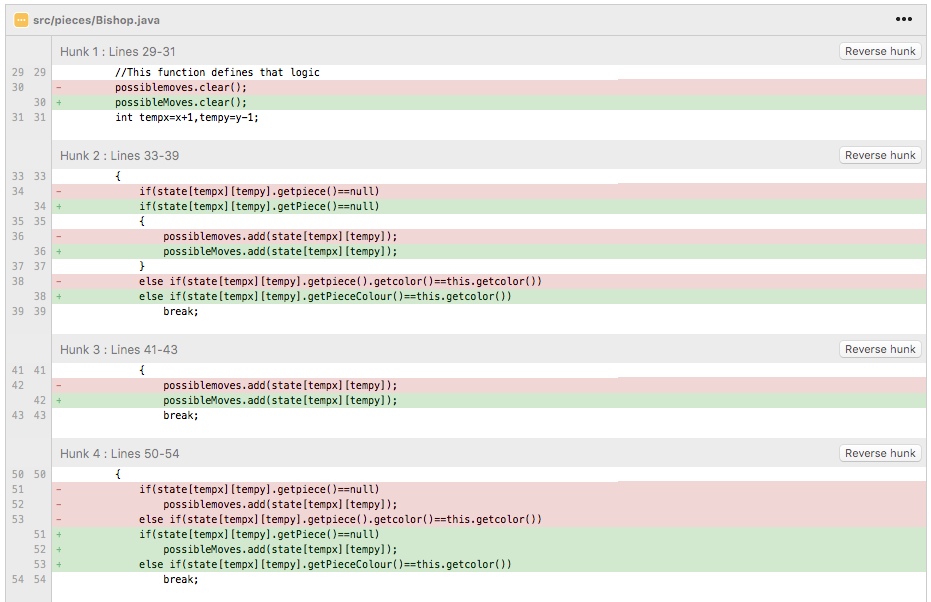 src/pieces/Bishop.java •••
Hunk 1 : Lines 29-31 Reverse hunk
29 29 //This function defines that logic
30 - possiblemoves.clear();
30 + possibleMoves.clear();
31 31 int tempx=x+1,tempy=y-1;
Hunk 2 : Lines 33-39 Reverse hunk
33 33 {
34 - if(state[tempx][tempy].getpiece()==null)
34 + if(state[tempx][tempy].getPiece()==null)
35 35 {
36 - possiblemoves.add(state[tempx][tempy]);
36 + possibleMoves.add(state[tempx][tempy]);
37 37 }
38 - else if(state[tempx][tempy].getpiece().getcolor()==this.getcolor())
38 + else if(state[tempx][tempy].getPieceColour()==this.getcolor())
39 39 break;
Hunk 3 : Lines 41-43 Reverse hunk
41 41 {
42 - possiblemoves.add(state[tempx][tempy]);
42 + possibleMoves.add(state[tempx][tempy]);
43 43 break;
Hunk 4 : Lines 50-54 Reverse hunk
50 50 {
51 - if(state[tempx][tempy].getpiece()==null)
52 - possiblemoves.add(state[tempx][tempy]);
53 - else if(state[tempx][tempy].getpiece().getcolor()==this.getcolor())
51 + if(state[tempx][tempy].getPiece()==null)
52 + possibleMoves.add(state[tempx][tempy]);
53 + else if(state[tempx][tempy].getPieceColour()==this.getcolor())
54 54 break;